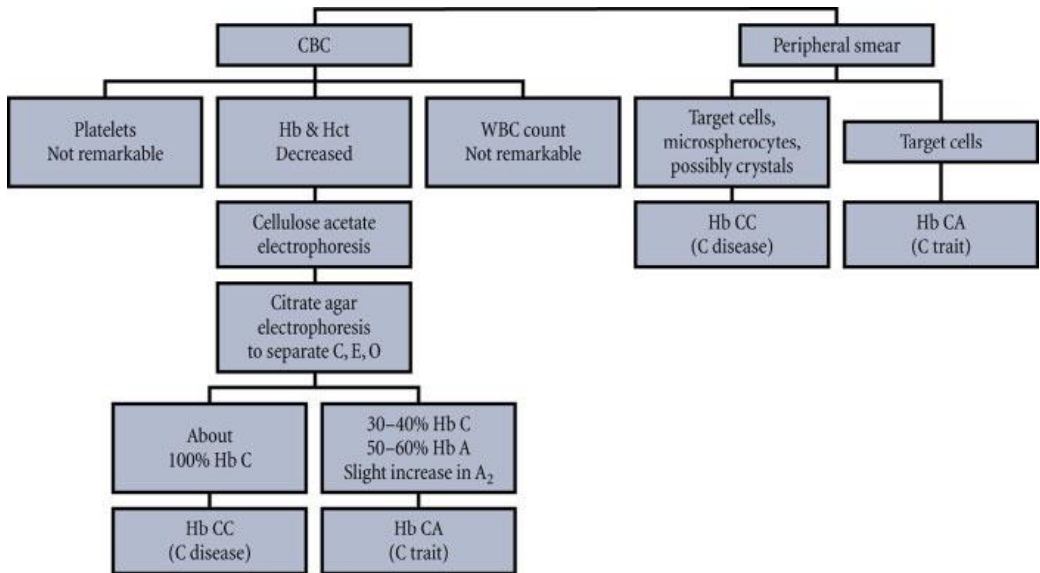 CBC
Peripheral smear
Platelets
Not remarkable
Hb & Hct
Decreased
WBC count
Not remarkable
Target cells,
microspherocytes,
possibly crystals
Target cells
Cellulose acetate
electrophoresis
Hb CC
(C disease)
Hb CA
(C trait)
Citrate agar
electrophoresis
to separate C, E, O
About
100% Hb C
30–40% Hb C
50–60% Hb A
Slight increase in A₂
Hb CC
(C disease)
Hb CA
(C trait)